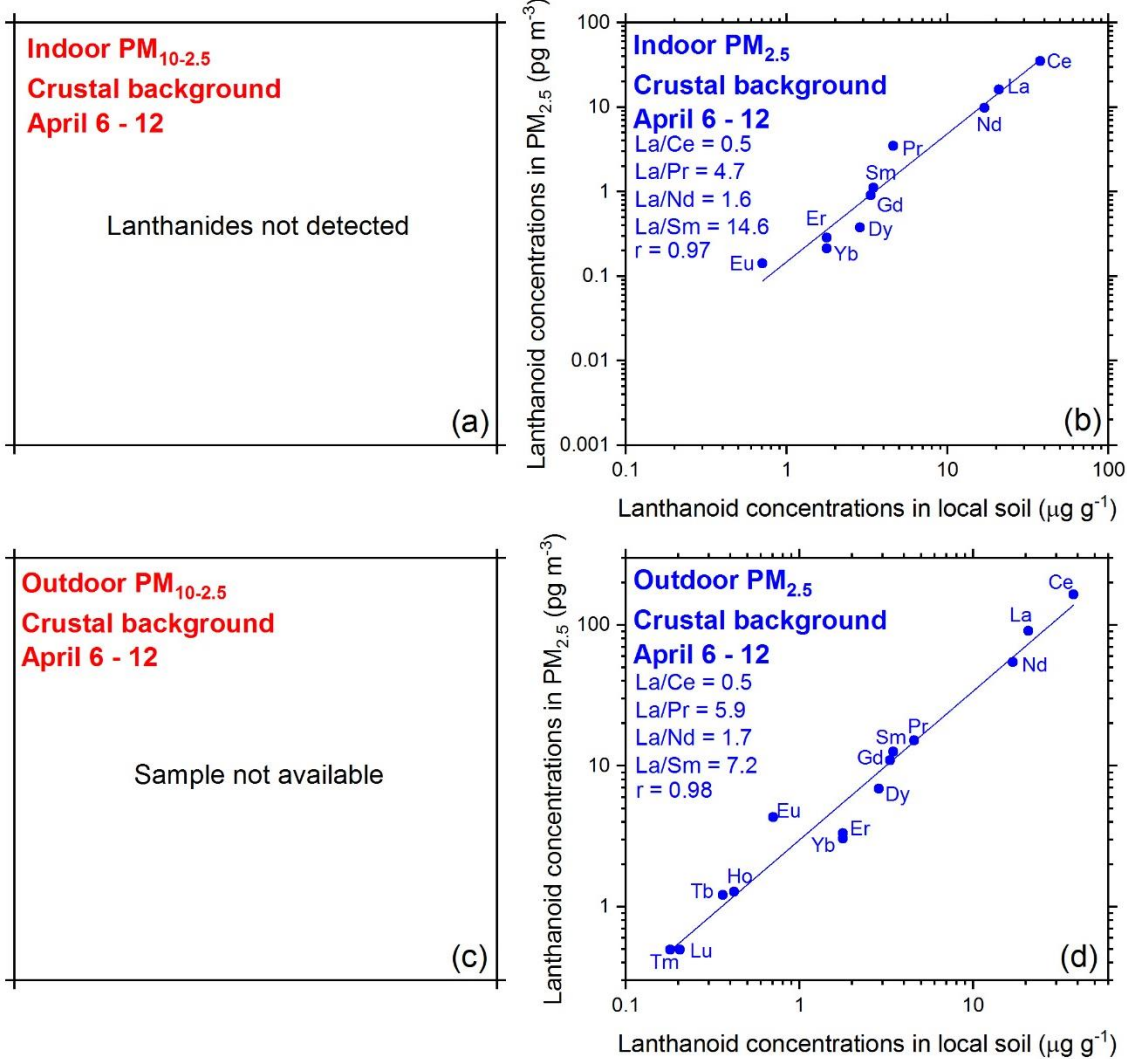 Indoor PM10-2.5
Crustal background
April 6 - 12
Lanthanides not detected
(a)
Lanthanoid concentrations in PM2.5 (pg m-3)
100
10
1
0.1
0.01
0.001
Indoor PM2.5
Crustal background
April 6 - 12
La/Ce = 0.5
La/Pr = 4.7
La/Nd = 1.6
La/Sm = 14.6
r = 0.97
Ce
La
Nd
Pr
Sm
Gd
Er
Dy
Yb
Eu
(b)
0.1
1
10
100
Lanthanoid concentrations in local soil (μg g-1)
Outdoor PM10-2.5
Crustal background
April 6 - 12
Sample not available
(c)
Lanthanoid concentrations in PM2.5 (pg m-3)
100
10
1
Outdoor PM2.5
Crustal background
April 6 - 12
La/Ce = 0.5
La/Pr = 5.9
La/Nd = 1.7
La/Sm = 7.2
r = 0.98
Ce
La
Nd
Pr
Sm
Gd
Dy
Eu
Er
Yb
Ho
Tb
Tm
Lu
(d)
0.1
1
10
Lanthanoid concentrations in local soil (μg g-1)